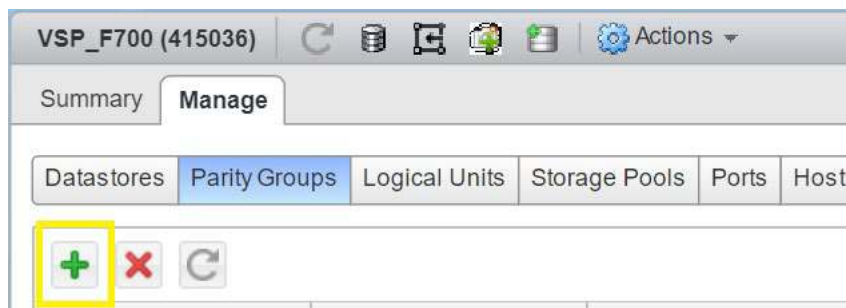 VSP_F700 (415036) Actions
Summary Manage
Datastores Parity Groups Logical Units Storage Pools Ports Host